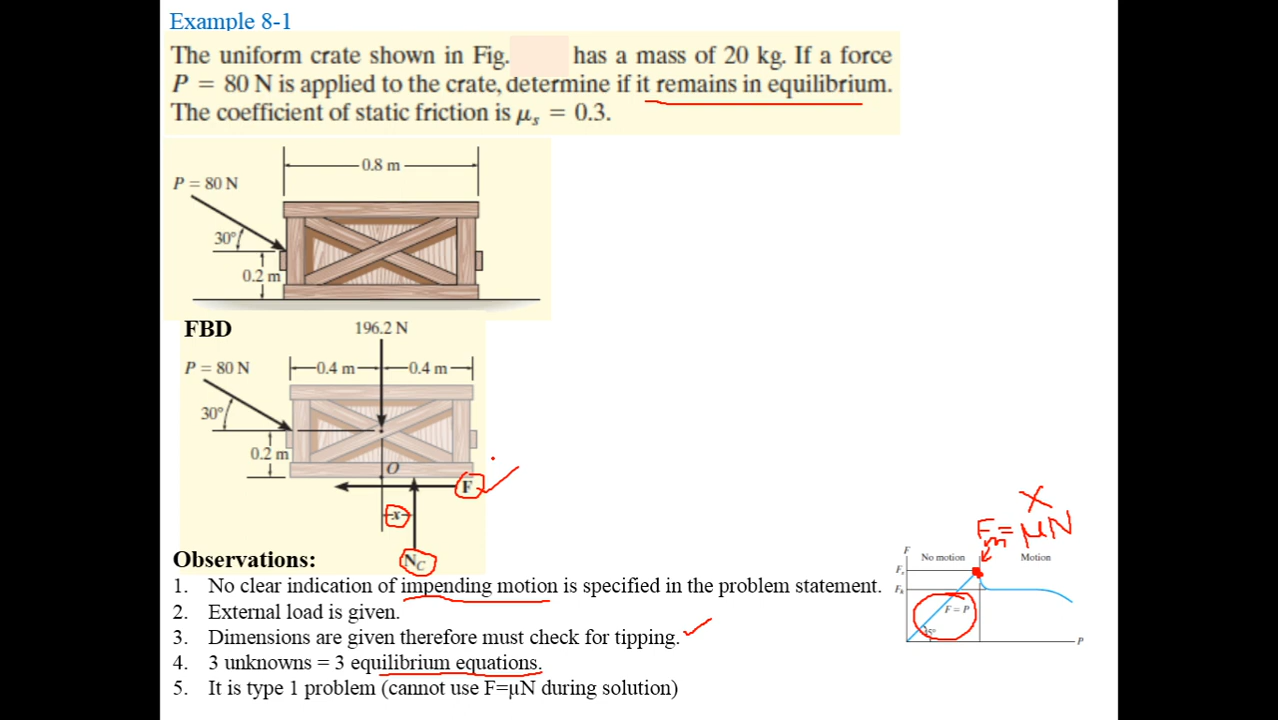 Example 8-1
The uniform crate shown in Fig. has a mass of 20 kg. If a force
P = 80 N is applied to the crate, determine if it remains in equilibrium.
The coefficient of static friction is μs = 0.3.
0.8 m
P = 80 N
30°
0.2 m
FBD
196.2 N
P = 80 N
0.4 m
0.4 m
30°
0.2 m
O
F
x
NC
X
Fm = μN
Observations:
1. No clear indication of impending motion is specified in the problem statement.
2. External load is given.
3. Dimensions are given therefore must check for tipping.
4. 3 unknowns = 3 equilibrium equations.
5. It is type 1 problem (cannot use F=μN during solution)
F
No motion
Motion
Fs
Fk
F = P
45°
P